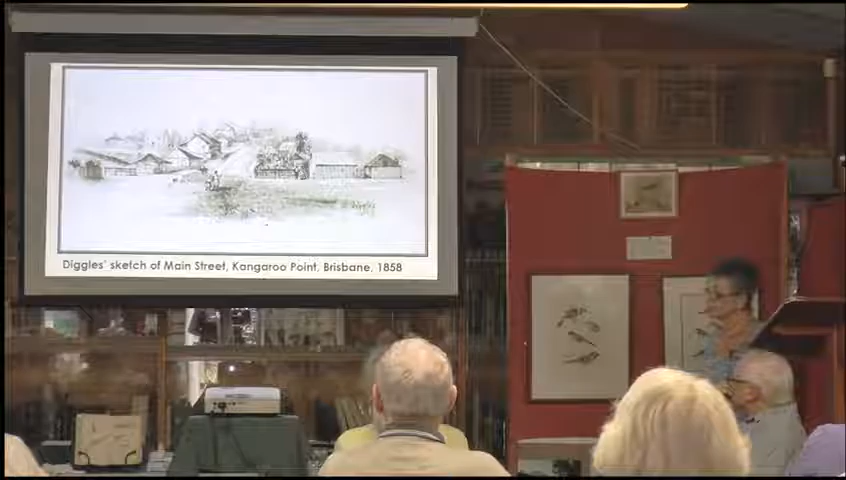 Diggles' sketch of Main Street, Kangaroo Point, Brisbane. 1858